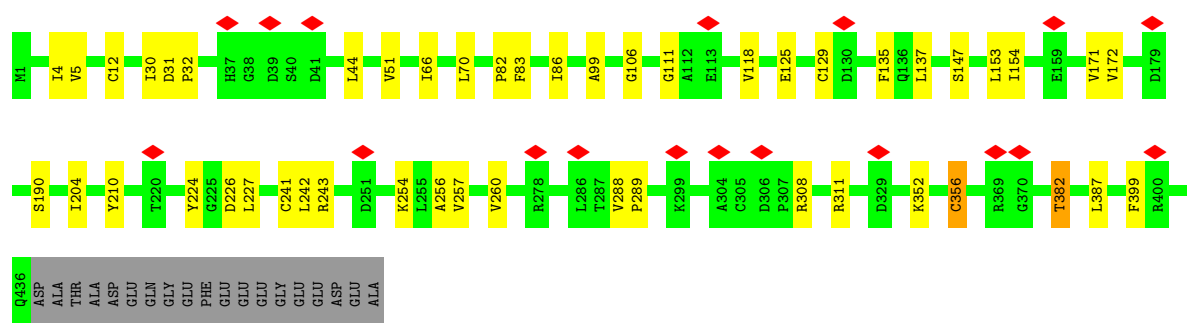 M1 I4 V5 C12 I30 D31 P32 H37 G38 D39 S40 D41 L44 V51 I66 L70 P82 F83 I86 A99 G106 G111 A112 E113 V118 E125 C129 D130 F135 Q136 L137 S147 L153 I154 E159 V171 V172 D179
S190 I204 Y210 T220 Y224 G225 D226 L227 C241 L242 R243 D251 K254 L255 A256 V257 V260 R278 L286 T287 V288 P289 K299 A304 C305 D306 P307 R308 R311 D329 K352 C356 R369 G370 T382 L387 F399 R400
Q436 ASP ALA THR ALA ASP GLU GLN GLY GLU PHE GLU GLU GLU GLY GLU GLU ASP GLU ALA